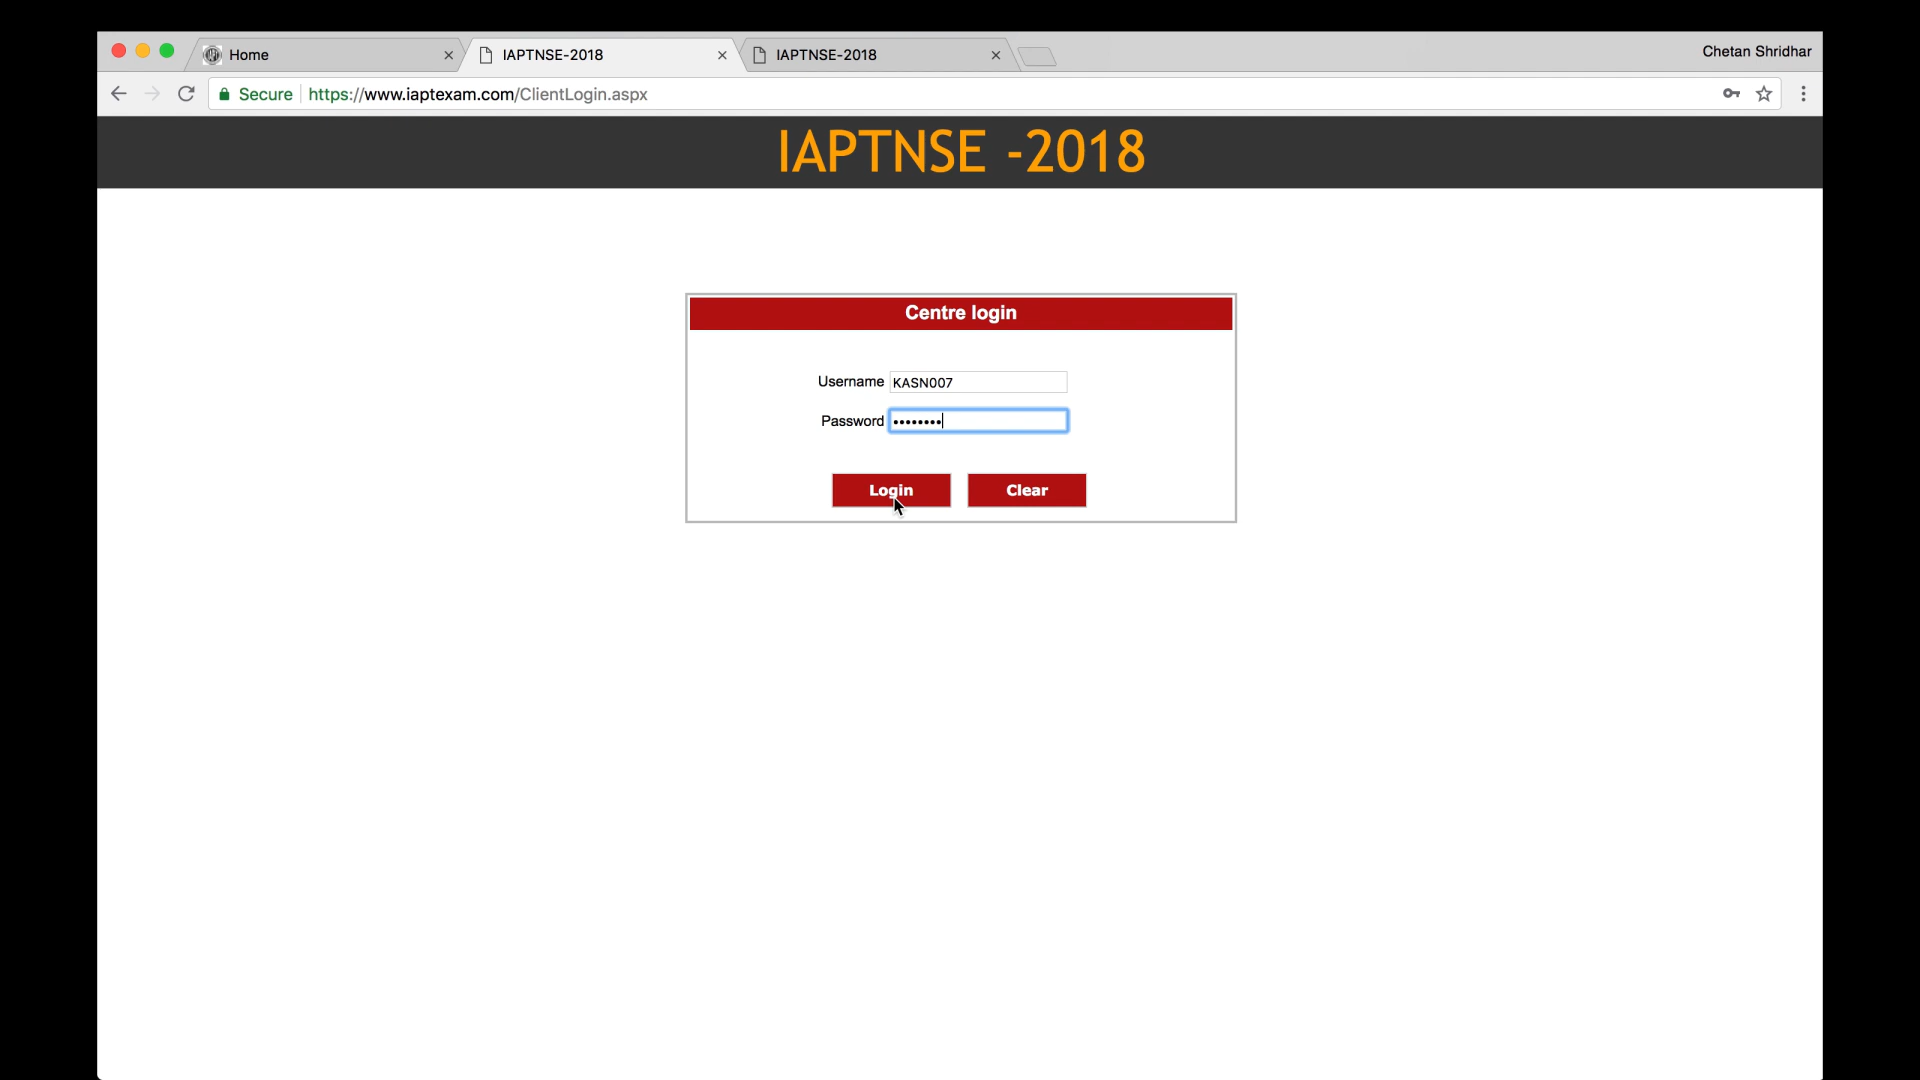 Home
IAPTNSE-2018
IAPTNSE-2018
Chetan Shridhar
Secure
https://www.iaptexam.com/ClientLogin.aspx
IAPTNSE -2018
Centre login
Username KASN007
Password ••••••••
Login Clear